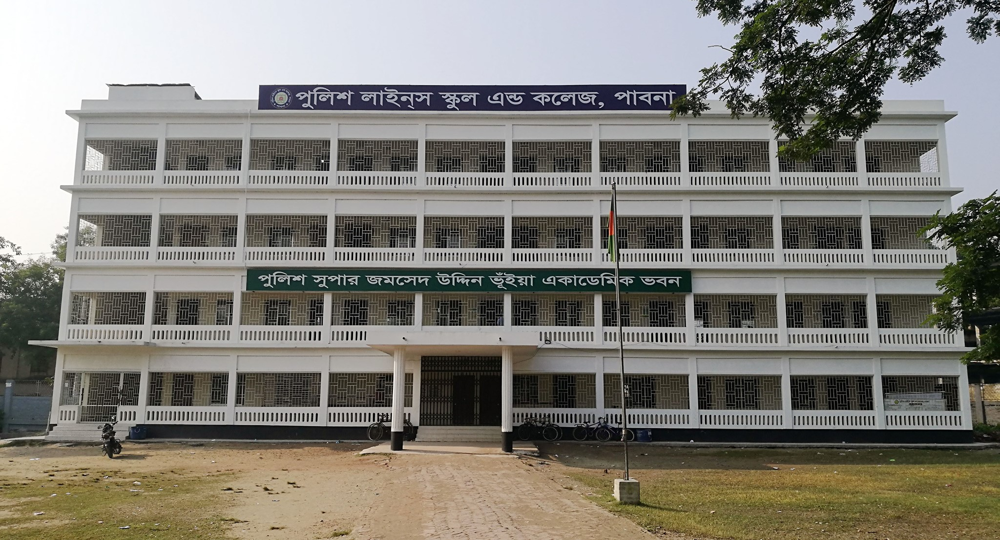 পুলিশ লাইন্‌স স্কুল এন্ড কলেজ, পাবনা
পুলিশ সুপার জমসেদ উদ্দিন ভূঁইয়া একাডেমিক ভবন